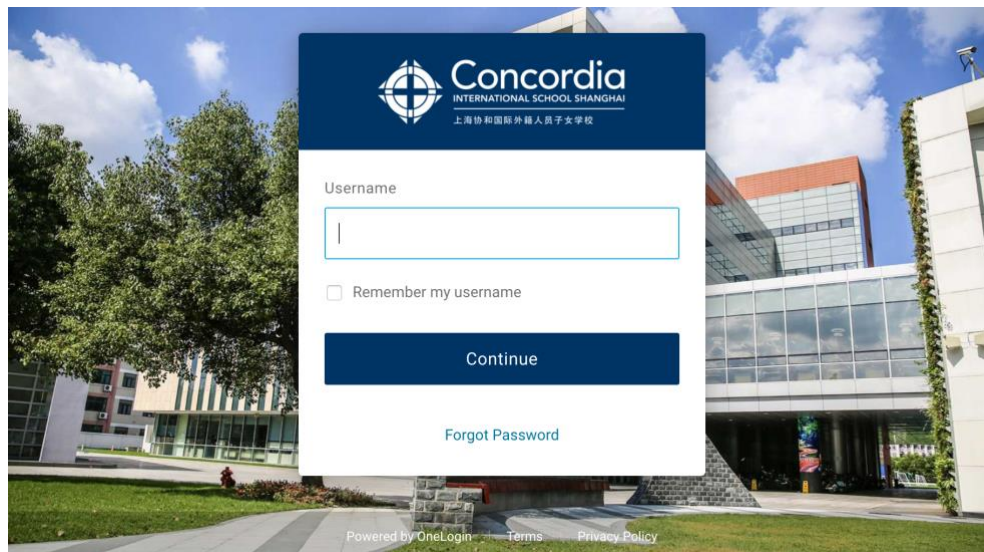 Concordia
INTERNATIONAL SCHOOL SHANGHAI
上海协和国际外籍人员子女学校
Username
Remember my username
Continue
Forgot Password
Powered by OneLogin Terms Privacy Policy